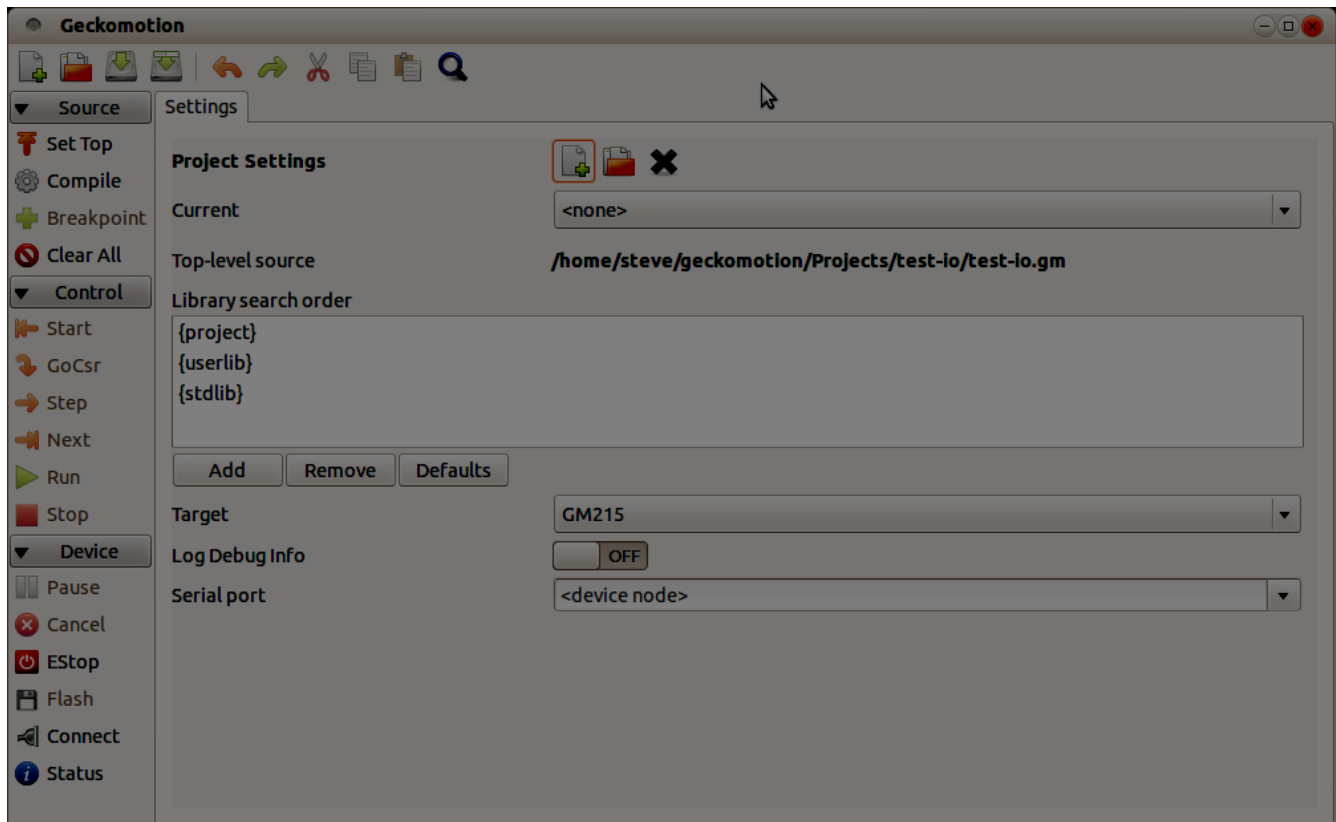 Geckomotion
Source
Settings
Set Top
Compile
Breakpoint
Clear All
Control
Start
GoCsr
Step
Next
Run
Stop
Device
Pause
Cancel
EStop
Flash
Connect
Status
Project Settings
Current
<none>
Top-level source
/home/steve/geckomotion/Projects/test-io/test-io.gm
Library search order
{project}
{userlib}
{stdlib}
Add Remove Defaults
Target
GM215
Log Debug Info
OFF
Serial port
<device node>